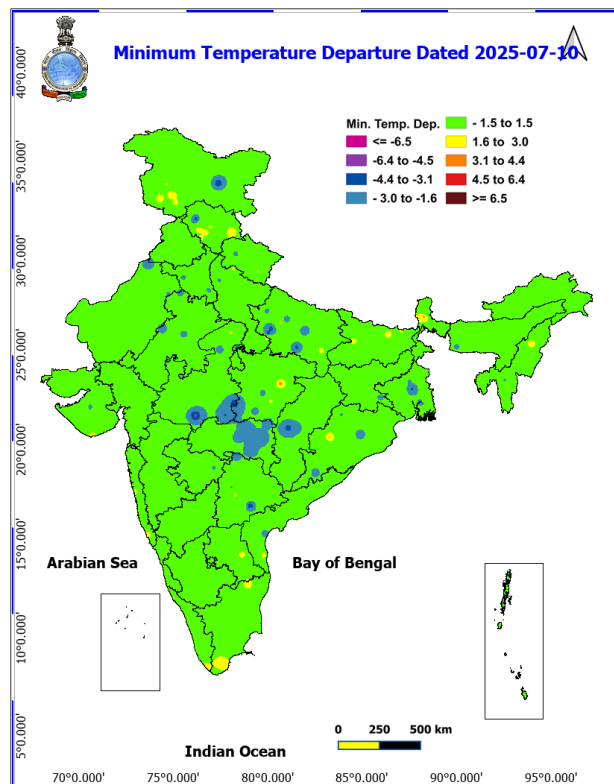 Minimum Temperature Departure Dated 2025-07-10
40°0.000'
35°0.000'
30°0.000'
25°0.000'
20°0.000'
15°0.000'
10°0.000'
5°0.000'
Min. Temp. Dep.
<= -6.5
-6.4 to -4.5
-4.4 to -3.1
- 3.0 to -1.6
- 1.5 to 1.5
1.6 to 3.0
3.1 to 4.4
4.5 to 6.4
>= 6.5
Arabian Sea
Bay of Bengal
Indian Ocean
0 250 500 km
70°0.000' 75°0.000' 80°0.000' 85°0.000' 90°0.000' 95°0.000'